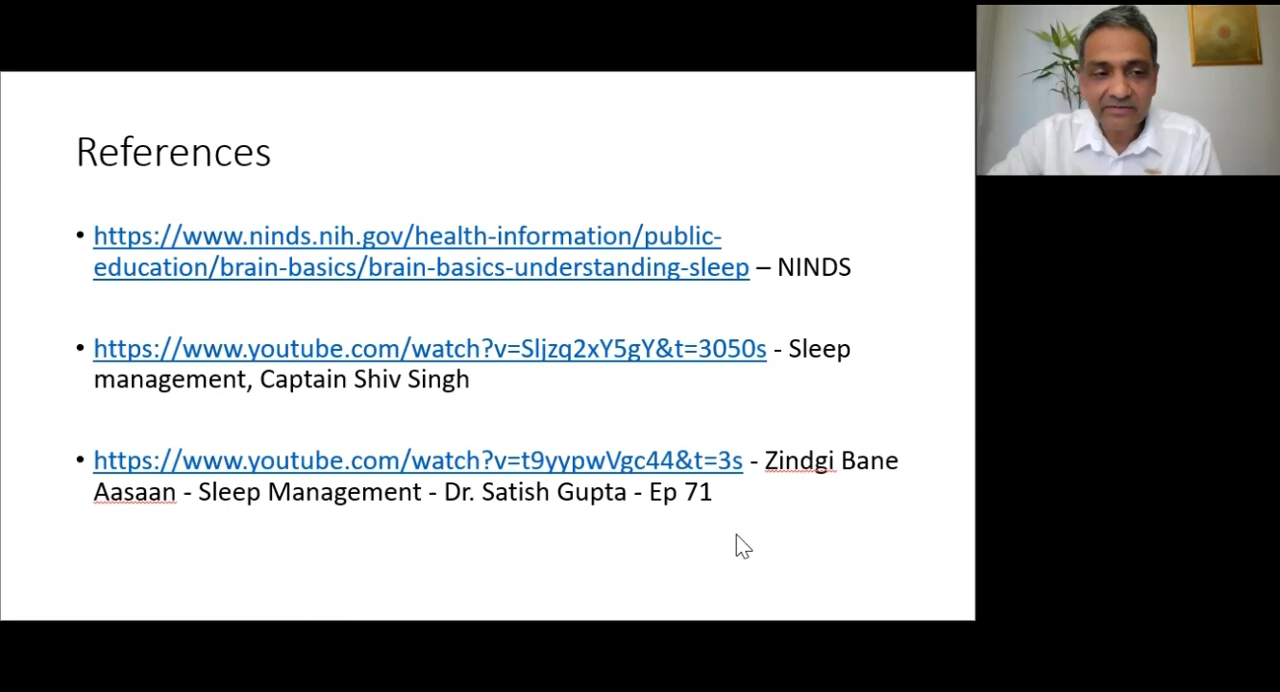 References
• https://www.ninds.nih.gov/health-information/public-
education/brain-basics/brain-basics-understanding-sleep – NINDS
• https://www.youtube.com/watch?v=Sljzq2xY5gY&t=3050s - Sleep
management, Captain Shiv Singh
• https://www.youtube.com/watch?v=t9yypwVgc44&t=3s - Zindgi Bane
Aasaan - Sleep Management - Dr. Satish Gupta - Ep 71